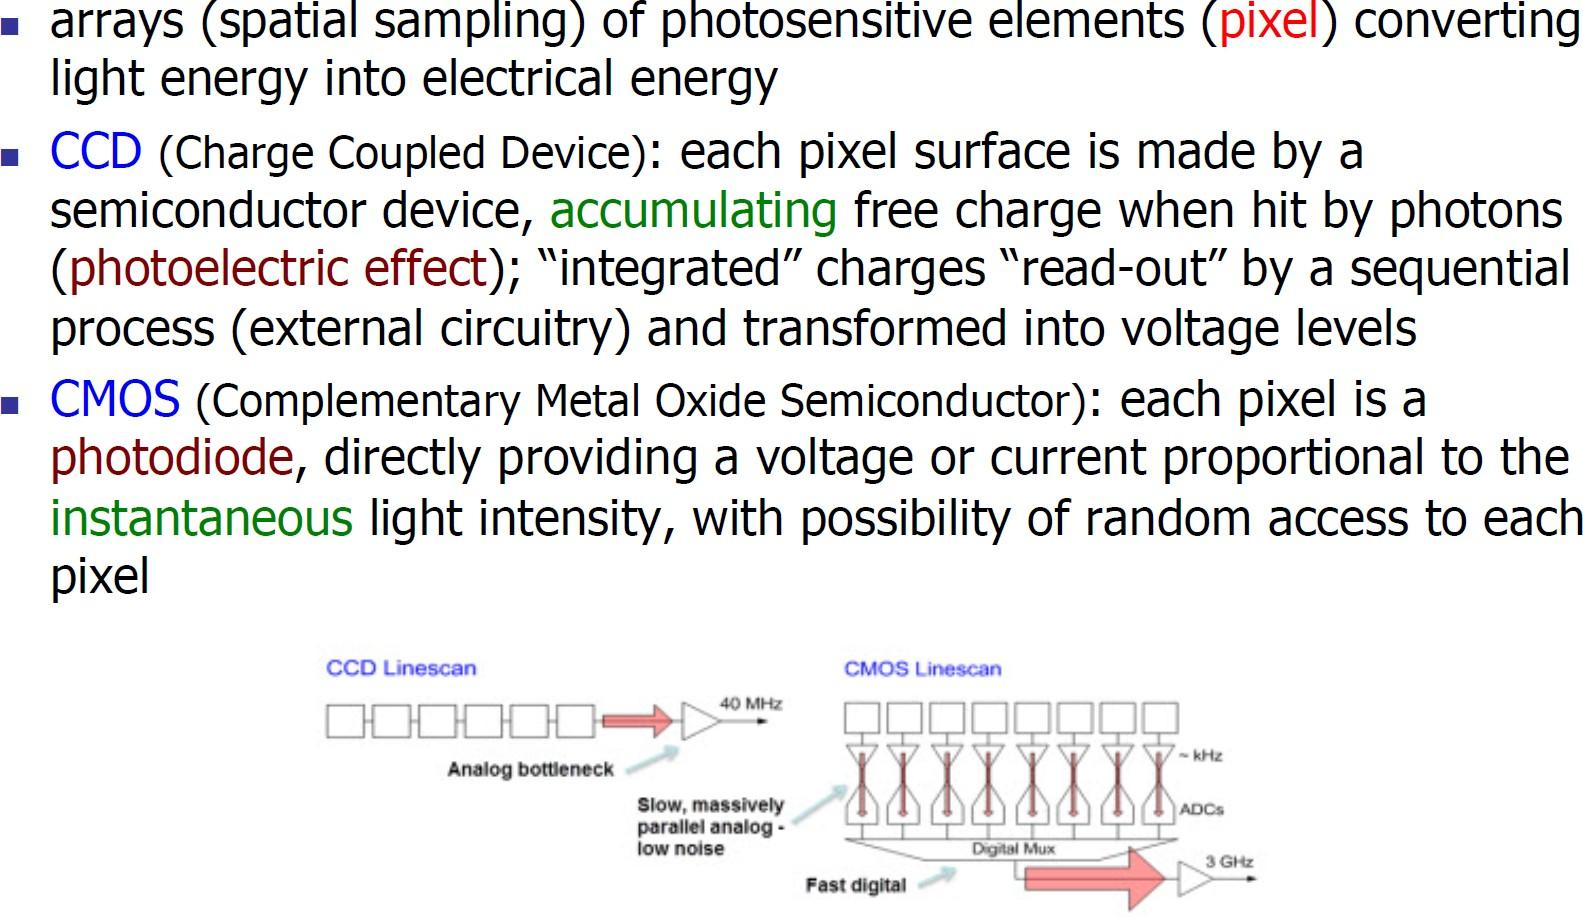 arrays (spatial sampling) of photosensitive elements (pixel) converting
light energy into electrical energy
CCD (Charge Coupled Device): each pixel surface is made by a
semiconductor device, accumulating free charge when hit by photons
(photoelectric effect); “integrated” charges “read-out” by a sequential
process (external circuitry) and transformed into voltage levels
CMOS (Complementary Metal Oxide Semiconductor): each pixel is a
photodiode, directly providing a voltage or current proportional to the
instantaneous light intensity, with possibility of random access to each
pixel
CCD Linescan
40 MHz
Analog bottleneck
CMOS Linescan
~ kHz
Slow, massively
parallel analog -
low noise
ADCs
Digital Mux
3 GHz
Fast digital